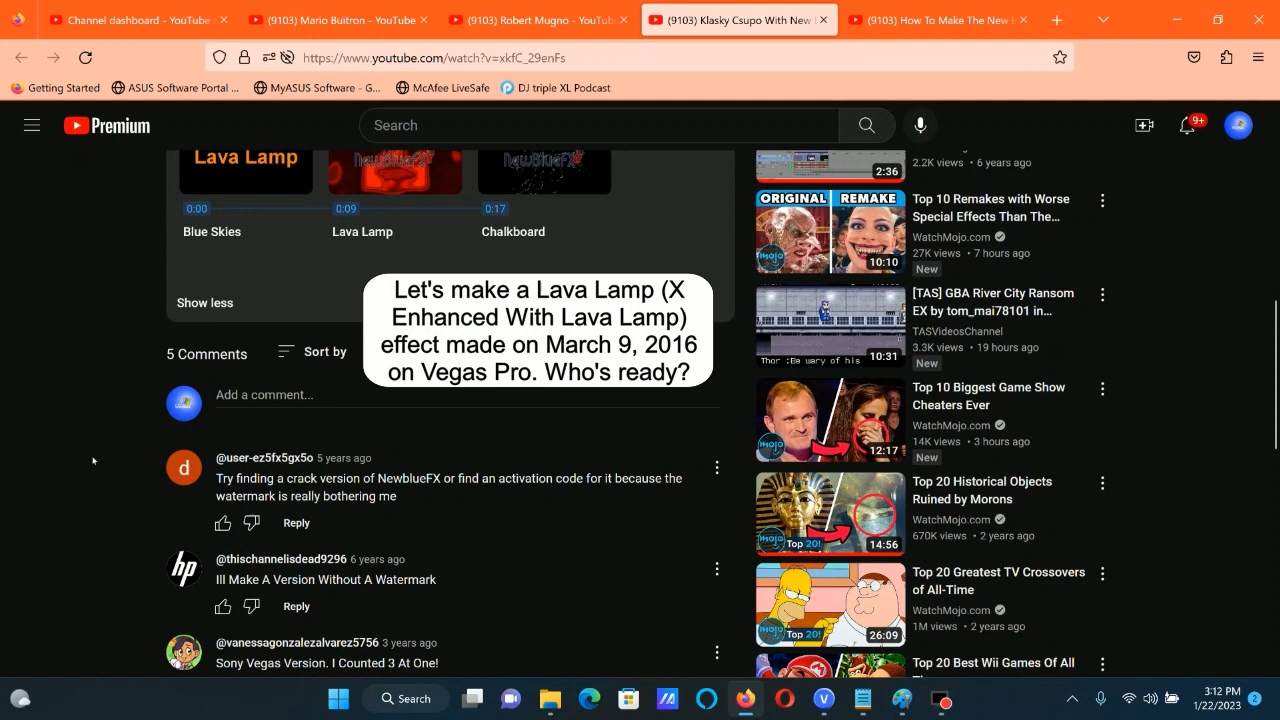 Channel dashboard - YouTube
(9103) Mario Buitron - YouTube
(9103) Robert Mugno - YouTub
(9103) Klasky Csupo With New
(9103) How To Make The New
https://www.youtube.com/watch?v=xkfC_29enFs
Getting Started
ASUS Software Portal ...
MyASUS Software - G...
McAfee LiveSafe
DJ triple XL Podcast
Premium
Search
9+
Lava Lamp
NewBlueFX
NewBlueFX
0:00
0:09
0:17
Blue Skies
Lava Lamp
Chalkboard
Show less
Let's make a Lava Lamp (X
Enhanced With Lava Lamp)
effect made on March 9, 2016
on Vegas Pro. Who's ready?
5 Comments
Sort by
Add a comment...
@user-ez5fx5gx5o 5 years ago
Try finding a crack version of NewblueFX or find an activation code for it because the
watermark is really bothering me
Reply
@thischannelisdead9296 6 years ago
Ill Make A Version Without A Watermark
Reply
@vanessagonzalezalvarez5756 3 years ago
Sony Vegas Version. I Counted 3 At One!
2:36
2.2K views • 6 years ago
ORIGINAL
REMAKE
mojo
10:10
Top 10 Remakes with Worse
Special Effects Than The...
WatchMojo.com
27K views • 7 hours ago
New
Thor :Be wary of his
10:31
[TAS] GBA River City Ransom
EX by tom_mai78101 in...
TASVideosChannel
3.3K views • 19 hours ago
New
mojo
12:17
Top 10 Biggest Game Show
Cheaters Ever
WatchMojo.com
14K views • 3 hours ago
New
mojo
Top 20!
14:56
Top 20 Historical Objects
Ruined by Morons
WatchMojo.com
670K views • 2 years ago
mojo
Top 20!
26:09
Top 20 Greatest TV Crossovers
of All-Time
WatchMojo.com
1M views • 2 years ago
Top 20 Best Wii Games Of All
Search
3:12 PM
1/22/2023
2